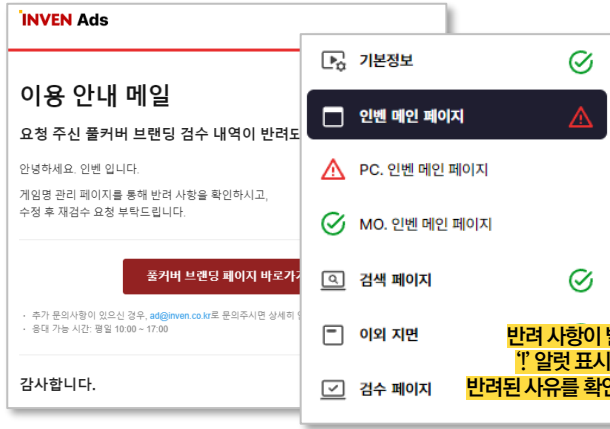 INVEN Ads
이용 안내 메일
요청 주신 풀커버 브랜딩 검수 내역이
안녕하세요. 인벤 입니다.
게임명 관리 페이지를 통해 반려 사항을 확인하시고,
수정 후 재검수 요청 부탁드립니다.
풀커버 브랜딩 페이지
· 추가 문의사항이 있으신 경우, ad@inven.co.kr로 문의주시면 상세히
· 응대 가능 시간: 평일 10:00 ~ 17:00
감사합니다.
기본정보
인벤 메인 페이지
PC. 인벤 메인 페이지
MO. 인벤 메인 페이지
검색 페이지
이외 지면
검수 페이지
반려 사항이
'!' 알럿 표시
반려된 사유를